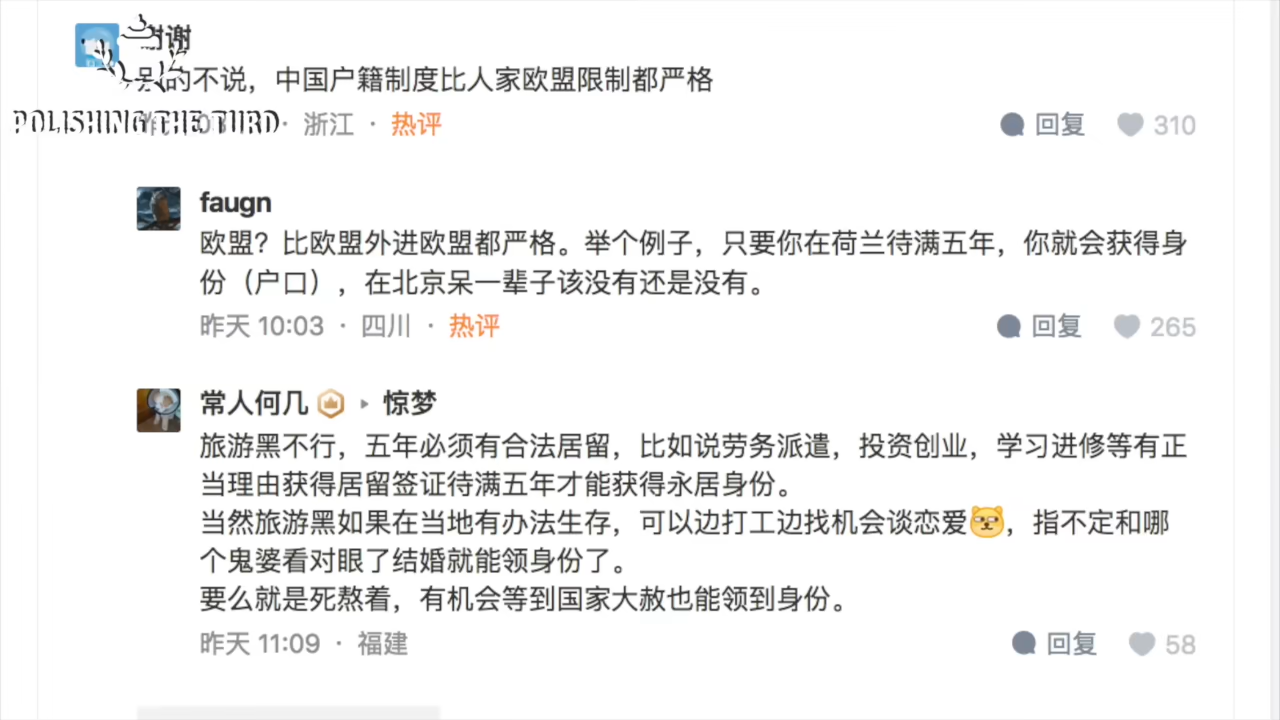 谢
的不说，中国户籍制度比人家欧盟限制都严格
POLISHING THE TURD
· 浙江 · 热评
回复 310
faugn
欧盟？比欧盟外进欧盟都严格。举个例子，只要你在荷兰待满五年，你就会获得身
份（户口），在北京呆一辈子该没有还是没有。
昨天 10:03 · 四川 · 热评
回复 265
常人何几 ▸ 惊梦
旅游黑不行，五年必须有合法居留，比如说劳务派遣，投资创业，学习进修等有正
当理由获得居留签证待满五年才能获得永居身份。
当然旅游黑如果在当地有办法生存，可以边打工边找机会谈恋爱，指不定和哪
个鬼婆看对眼了结婚就能领身份了。
要么就是死熬着，有机会等到国家大赦也能领到身份。
昨天 11:09 · 福建
回复 58